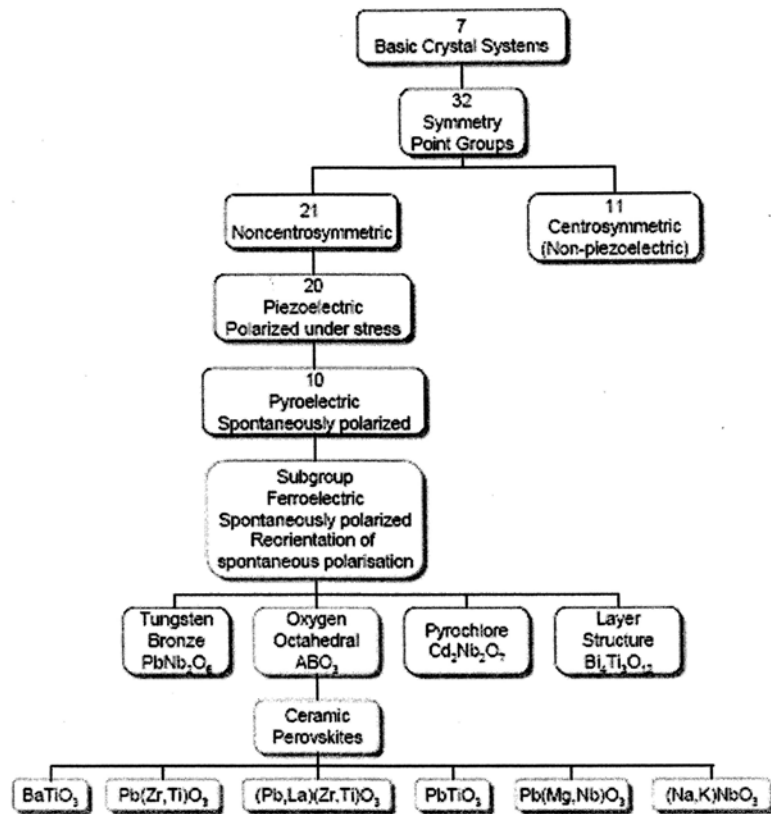 7
Basic Crystal Systems
32
Symmetry
Point Groups
21
Noncentrosymmetric
11
Centrosymmetric
(Non-piezoelectric)
20
Piezoelectric
Polarized under stress
10
Pyroelectric
Spontaneously polarized
Subgroup
Ferroelectric
Spontaneously polarized
Reorientation of
spontaneous polarisation
Tungsten
Bronze
PbNb₂O₆
Oxygen
Octahedral
ABO₃
Pyrochlore
Cd₂Nb₂O₇
Layer
Structure
Bi₄Ti₃O₁₂
Ceramic
Perovskites
BaTiO₃
Pb(Zr,Ti)O₃
(Pb,La)(Zr,Ti)O₃
PbTiO₃
Pb(Mg,Nb)O₃
(Na,K)NbO₃